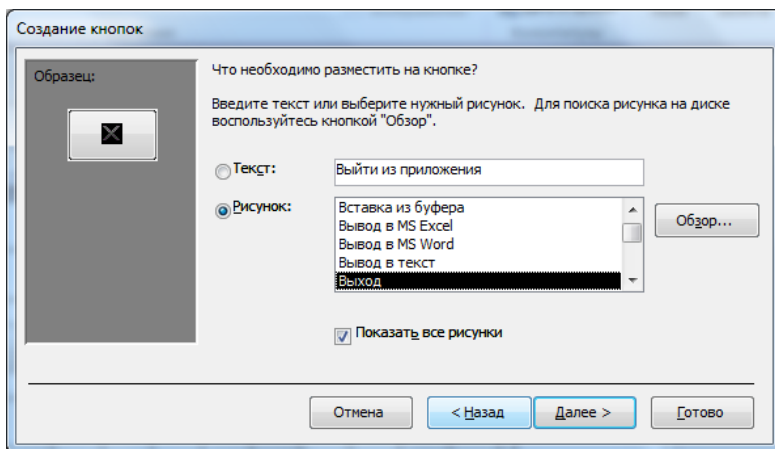 Создание кнопок
Образец:
Что необходимо разместить на кнопке?
Введите текст или выберите нужный рисунок. Для поиска рисунка на диске
воспользуйтесь кнопкой "Обзор".
Текст:
Выйти из приложения
Рисунок:
Вставка из буфера
Вывод в MS Excel
Вывод в MS Word
Вывод в текст
Выход
Обзор...
Показать все рисунки
Отмена
< Назад
Далее >
Готово